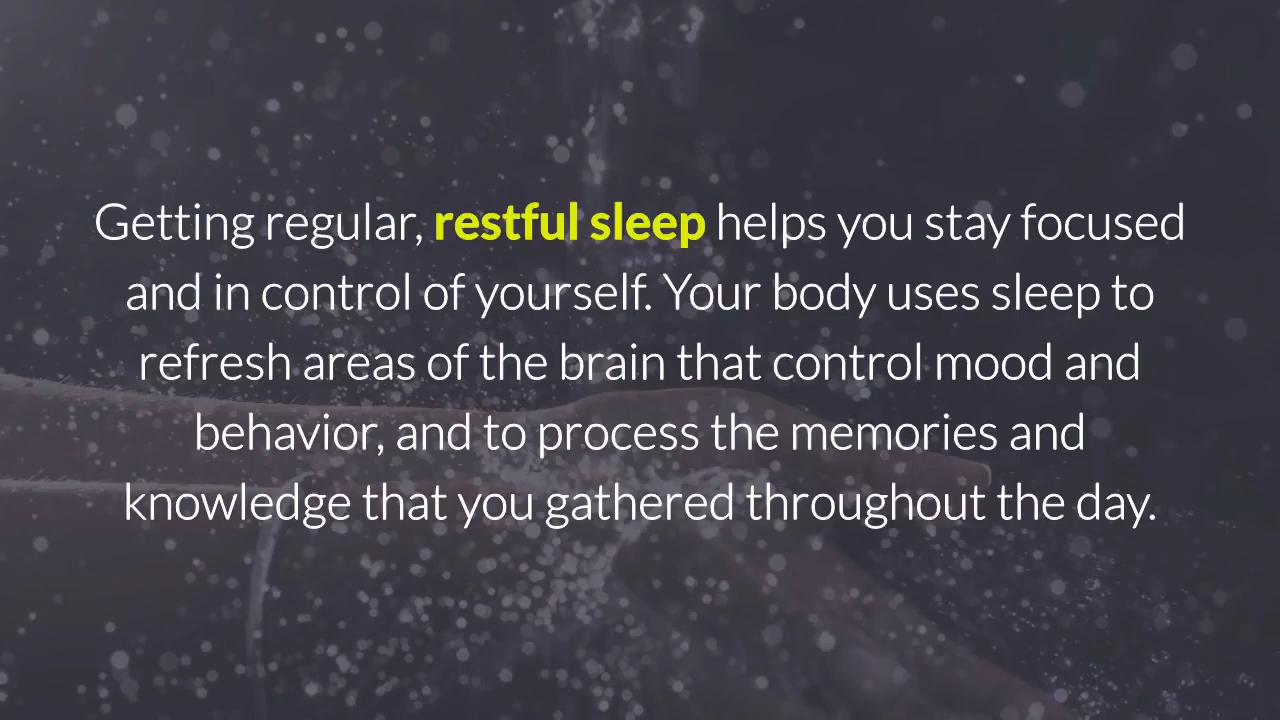 Getting regular, restful sleep helps you stay focused
and in control of yourself. Your body uses sleep to
refresh areas of the brain that control mood and
behavior, and to process the memories and
knowledge that you gathered throughout the day.